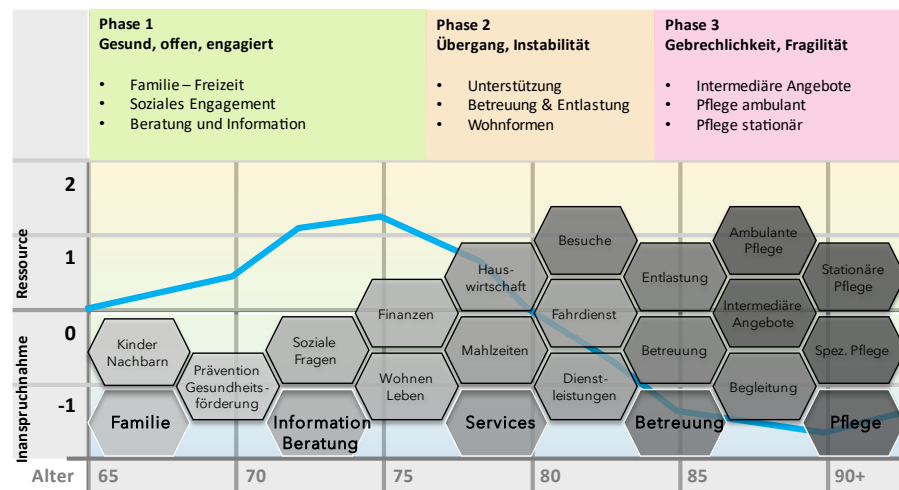 Phase 1
Gesund, offen, engagiert
• Familie – Freizeit
• Soziales Engagement
• Beratung und Information
Phase 2
Übergang, Instabilität
• Unterstützung
• Betreuung & Entlastung
• Wohnformen
Phase 3
Gebrechlichkeit, Fragilität
• Intermediäre Angebote
• Pflege ambulant
• Pflege stationär
Ressource
Inanspruchnahme
2
1
0
-1
Kinder
Nachbarn
Familie
Prävention
Gesundheits-
förderung
Soziale
Fragen
Information
Beratung
Finanzen
Wohnen
Leben
Haus-
wirtschaft
Mahlzeiten
Services
Besuche
Fahrdienst
Dienst-
leistungen
Entlastung
Betreuung
Betreuung
Ambulante
Pflege
Intermediäre
Angebote
Begleitung
Stationäre
Pflege
Spez. Pflege
Pflege
Alter
65
70
75
80
85
90+